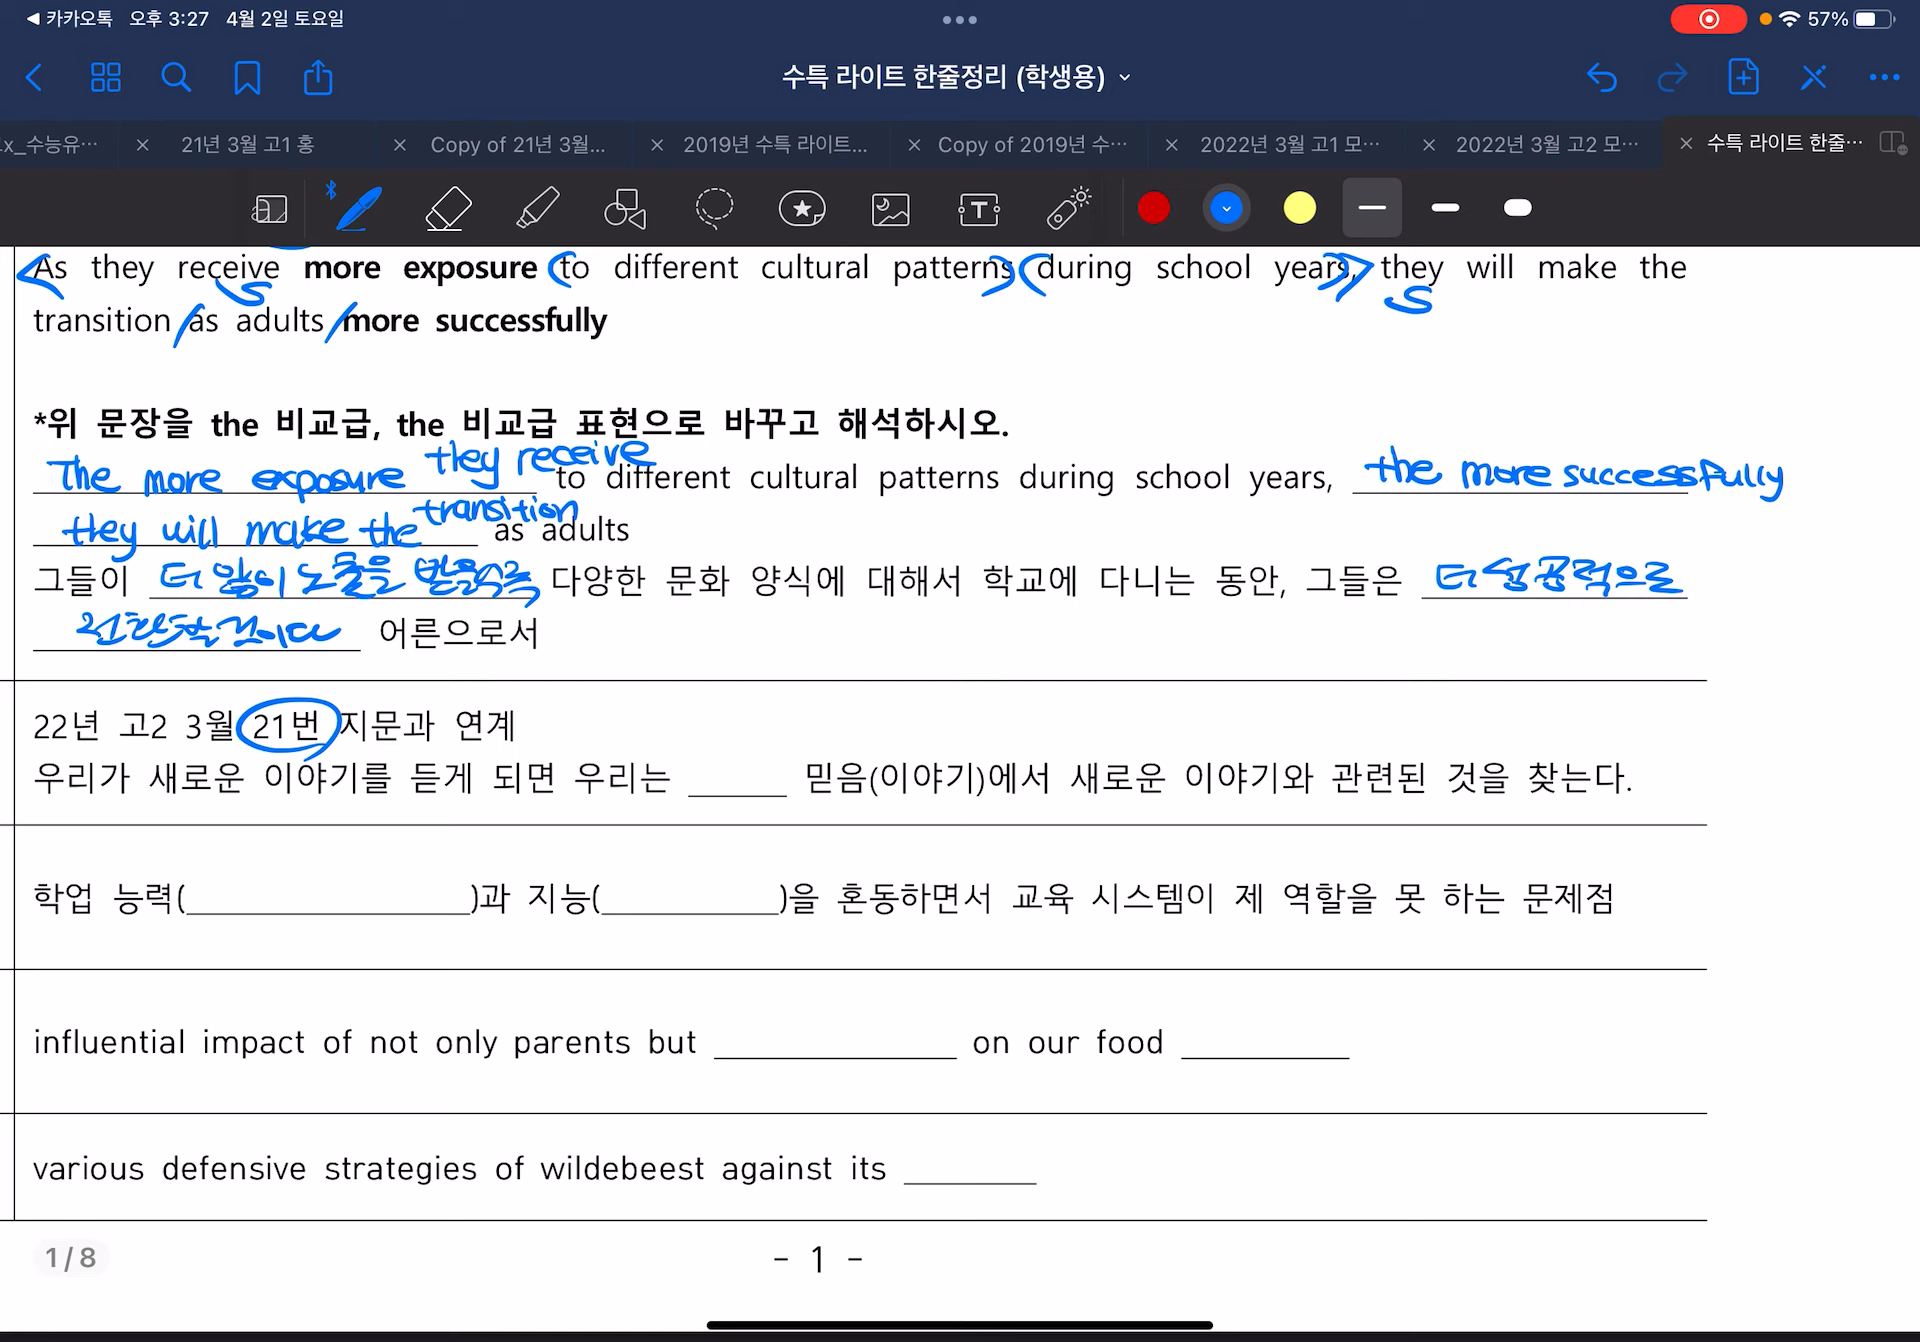 카카오톡 오후 3:27 4월 2일 토요일
57%
수특 라이트 한줄정리 (학생용)
x_수능유… 21년 3월 고1 홍 Copy of 21년 3월... 2019년 수특 라이트... Copy of 2019년 수… 2022년 3월 고1 모… 2022년 3월 고2 모… 수특 라이트 한줄…
As they receive more exposure to different cultural patterns during school years, they will make the
S S
transition as adults more successfully
*위 문장을 the 비교급, the 비교급 표현으로 바꾸고 해석하시오.
The more exposure they receive to different cultural patterns during school years, the more successfully
they will make the transition as adults
그들이 더 많이 노출을 받을수록 다양한 문화 양식에 대해서 학교에 다니는 동안, 그들은 더 성공적으로
전환할 것이다 어른으로서
22년 고2 3월 21번 지문과 연계
우리가 새로운 이야기를 듣게 되면 우리는 ______ 믿음(이야기)에서 새로운 이야기와 관련된 것을 찾는다.
학업 능력(________________)과 지능(__________)을 혼동하면서 교육 시스템이 제 역할을 못 하는 문제점
influential impact of not only parents but ______________ on our food __________
various defensive strategies of wildebeest against its ________
1/8
- 1 -